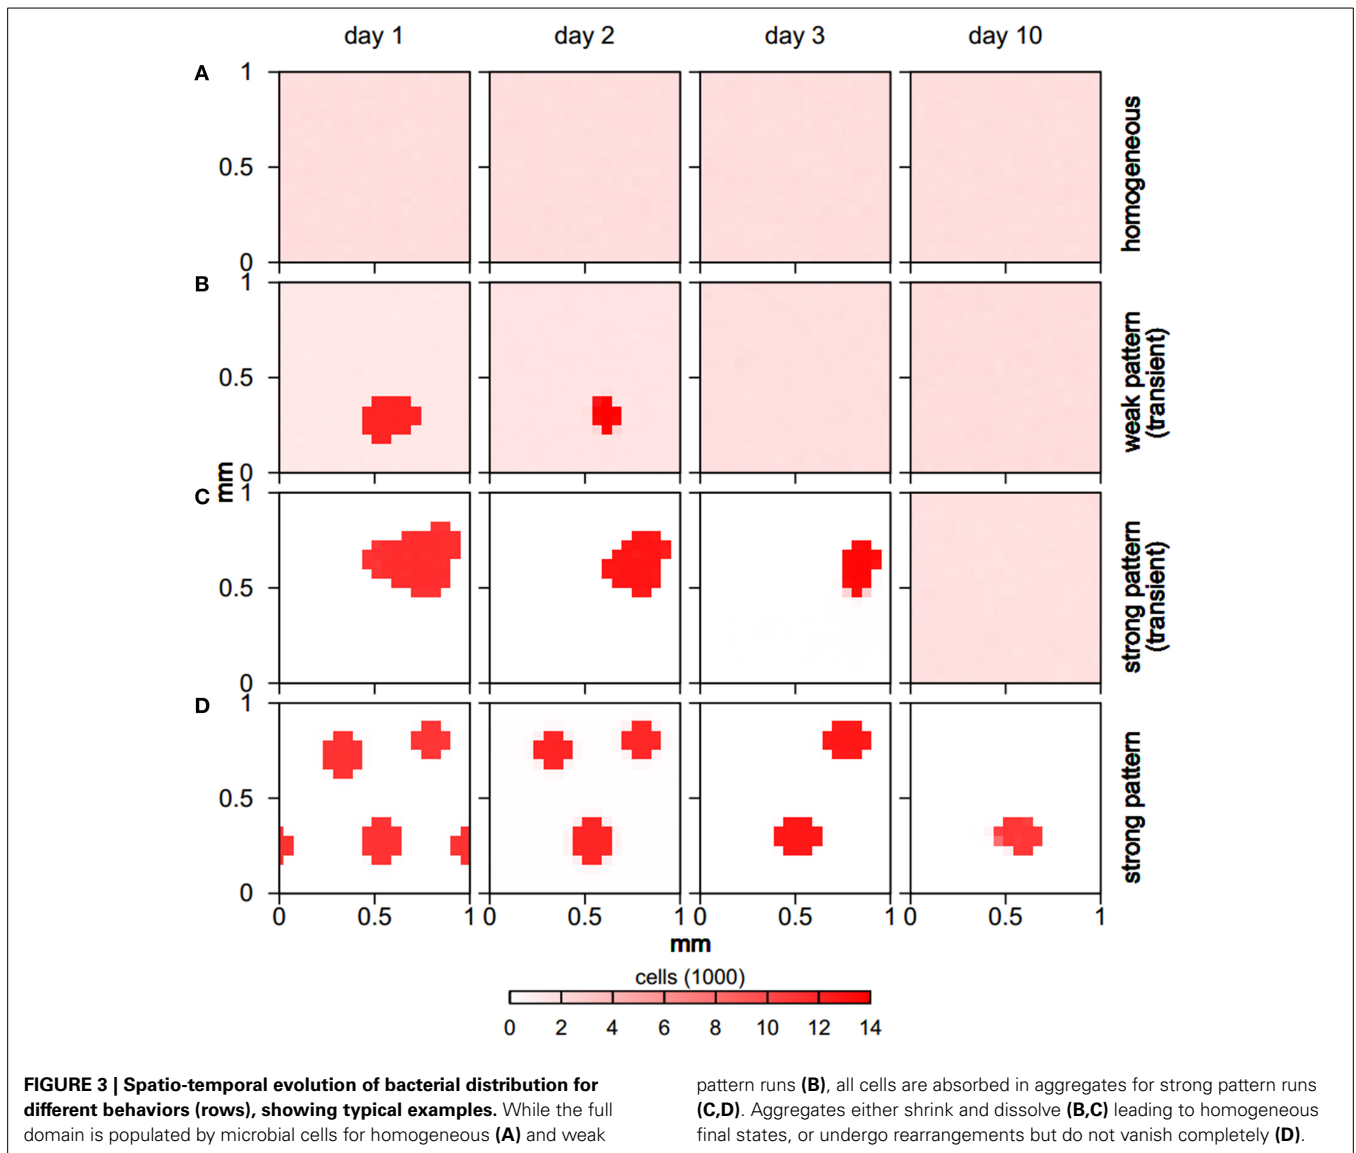 day 1 day 2 day 3 day 10
A 1 0.5 0 homogeneous
B 1 0.5 0 weak pattern
(transient)
mm
C 1 0.5 0 strong pattern
(transient)
D 1 0.5 0 strong pattern
0 0.5 1 0 0.5 1 0 0.5 1 0 0.5 1
mm
cells (1000)
0 2 4 6 8 10 12 14
FIGURE 3 | Spatio-temporal evolution of bacterial distribution for
different behaviors (rows), showing typical examples. While the full
domain is populated by microbial cells for homogeneous (A) and weak
pattern runs (B), all cells are absorbed in aggregates for strong pattern runs
(C,D). Aggregates either shrink and dissolve (B,C) leading to homogeneous
final states, or undergo rearrangements but do not vanish completely (D).